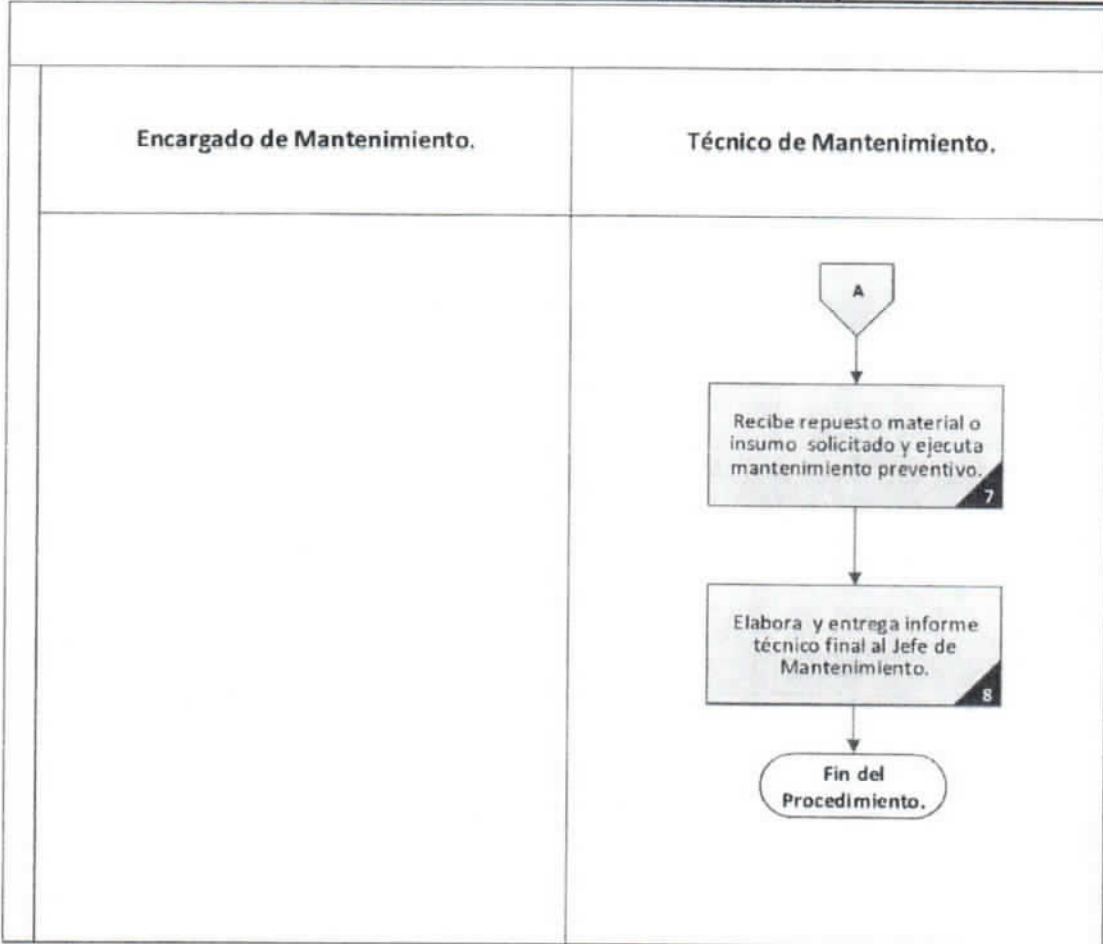 Encargado de Mantenimiento.
Técnico de Mantenimiento.
A
Recibe repuesto material o
insumo solicitado y ejecuta
mantenimiento preventivo.
7
Elabora y entrega informe
técnico final al Jefe de
Mantenimiento.
8
Fin del
Procedimiento.